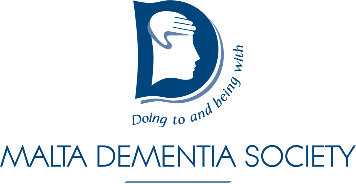 Doing to and being with
MALTA DEMENTIA SOCIETY